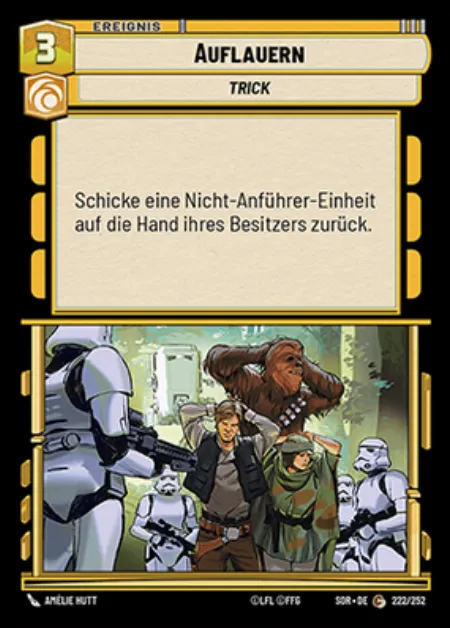 EREIGNIS
3
AUFLAUERN
TRICK
Schicke eine Nicht-Anführer-Einheit
auf die Hand ihres Besitzers zurück.
AMÉLIE HUTT
©LFL ©FFG
SOR • DE
C
222/252